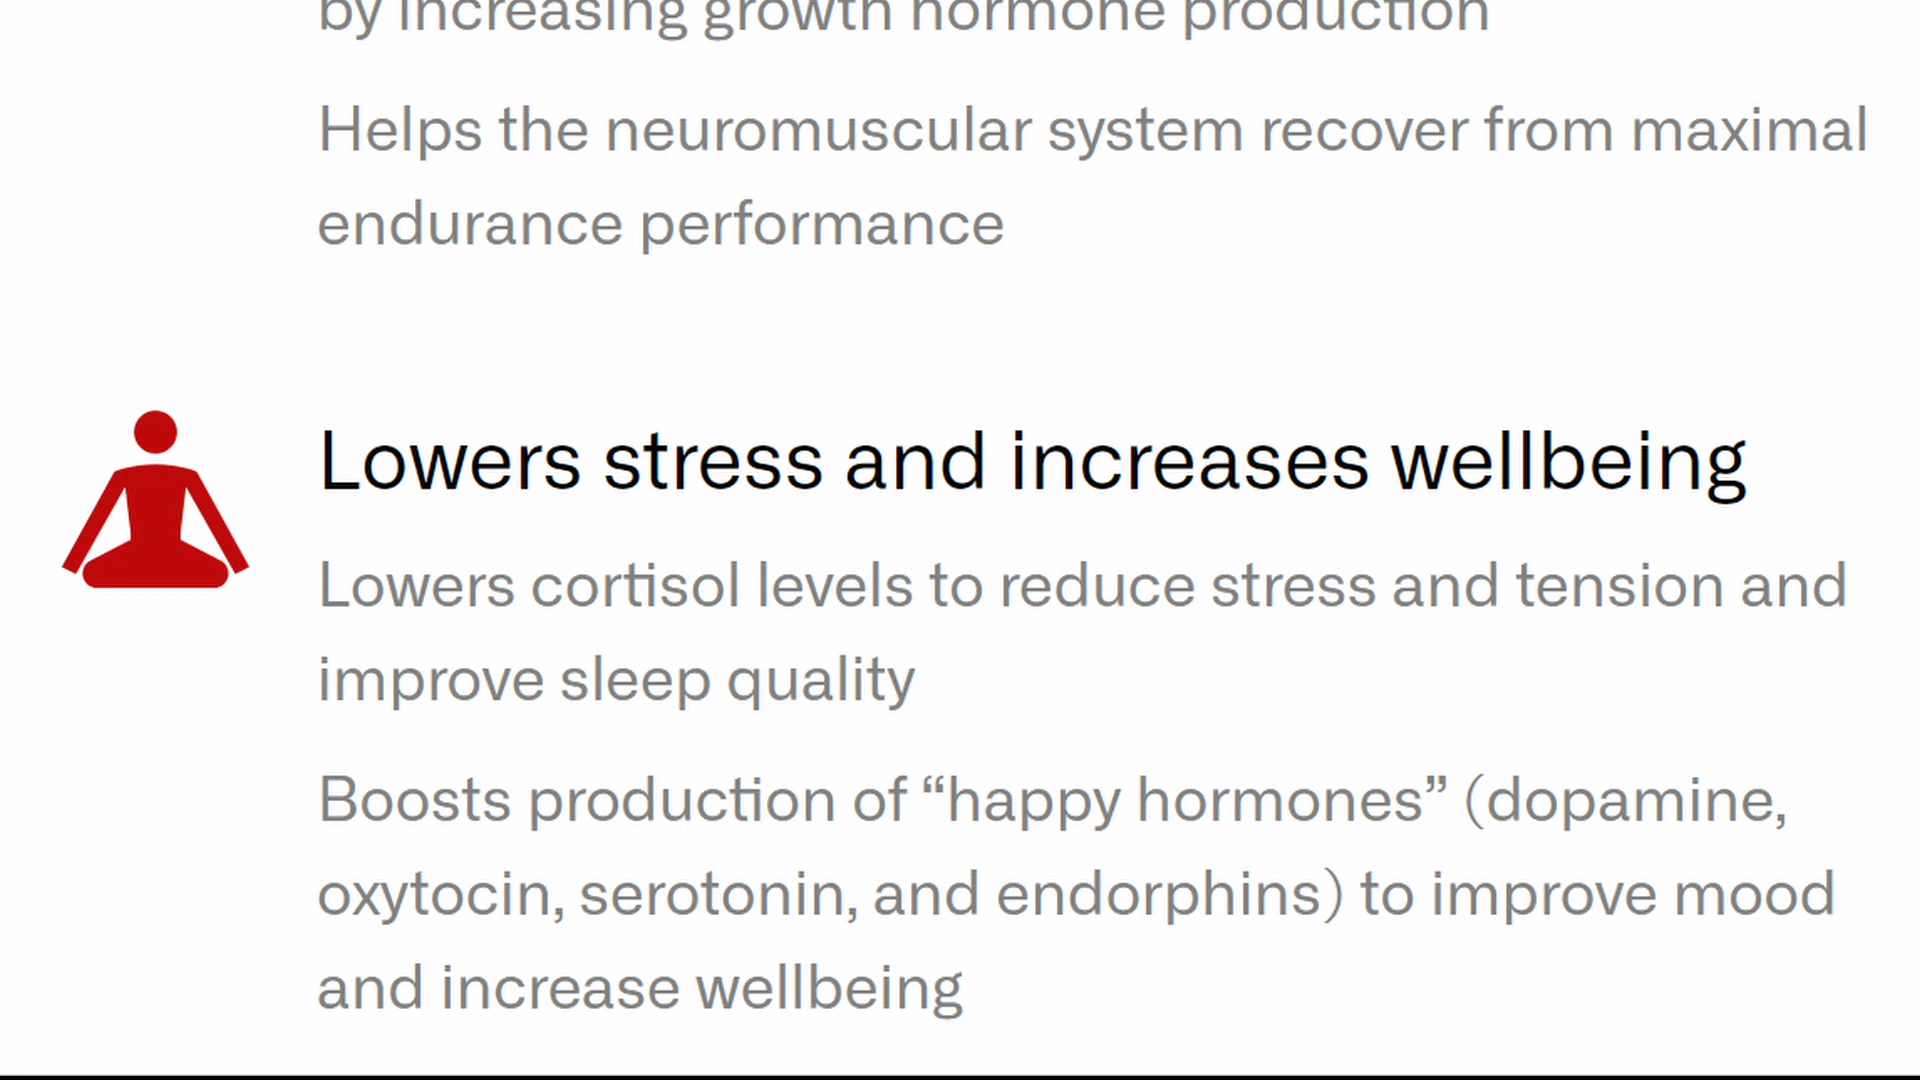 by increasing growth hormone production
Helps the neuromuscular system recover from maximal
endurance performance
Lowers stress and increases wellbeing
Lowers cortisol levels to reduce stress and tension and
improve sleep quality
Boosts production of “happy hormones” (dopamine,
oxytocin, serotonin, and endorphins) to improve mood
and increase wellbeing